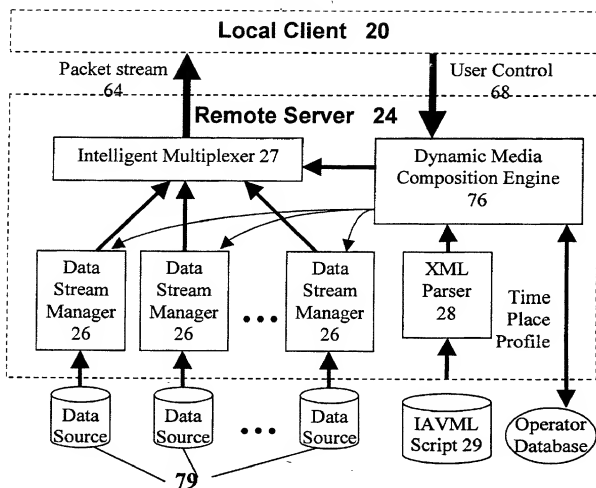 Local Client 20
Packet stream
64
User Control
68
Remote Server 24
Intelligent Multiplexer 27
Dynamic Media
Composition Engine
76
Data
Stream
Manager
26
Data
Stream
Manager
26
•••
Data
Stream
Manager
26
XML
Parser
28
Time
Place
Profile
Data
Source
Data
Source
•••
Data
Source
IAVML
Script 29
Operator
Database
79